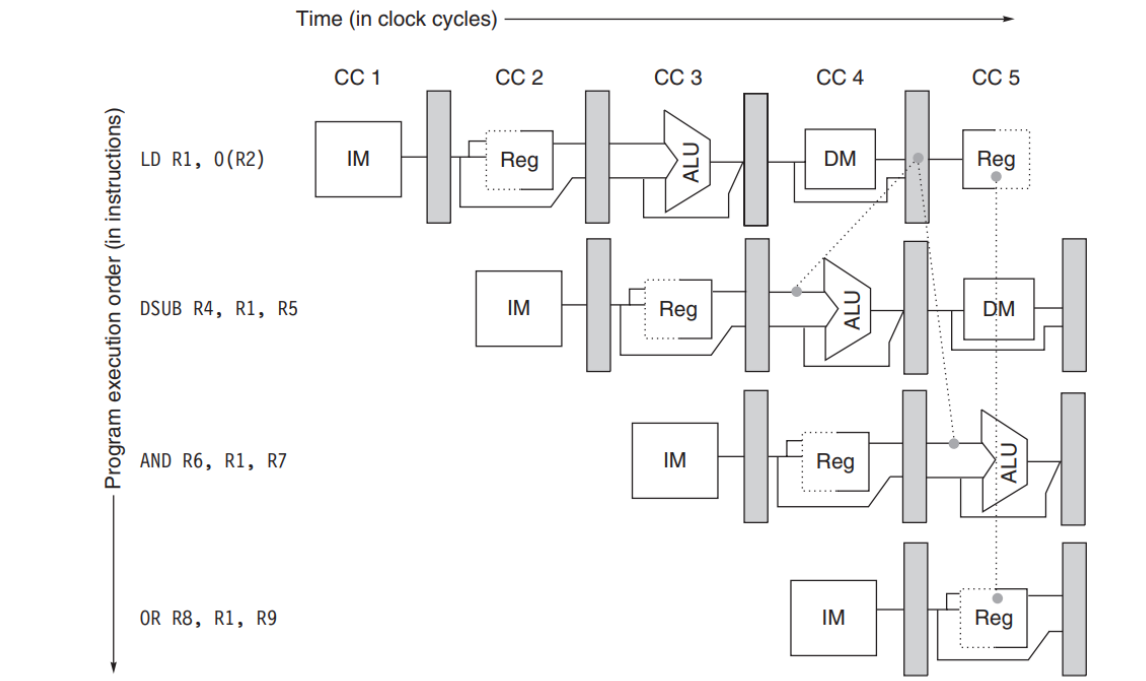 Time (in clock cycles)
CC 1 CC 2 CC 3 CC 4 CC 5
Program execution order (in instructions)
LD R1, 0(R2) IM Reg ALU DM Reg
DSUB R4, R1, R5 IM Reg ALU DM
AND R6, R1, R7 IM Reg ALU
OR R8, R1, R9 IM Reg